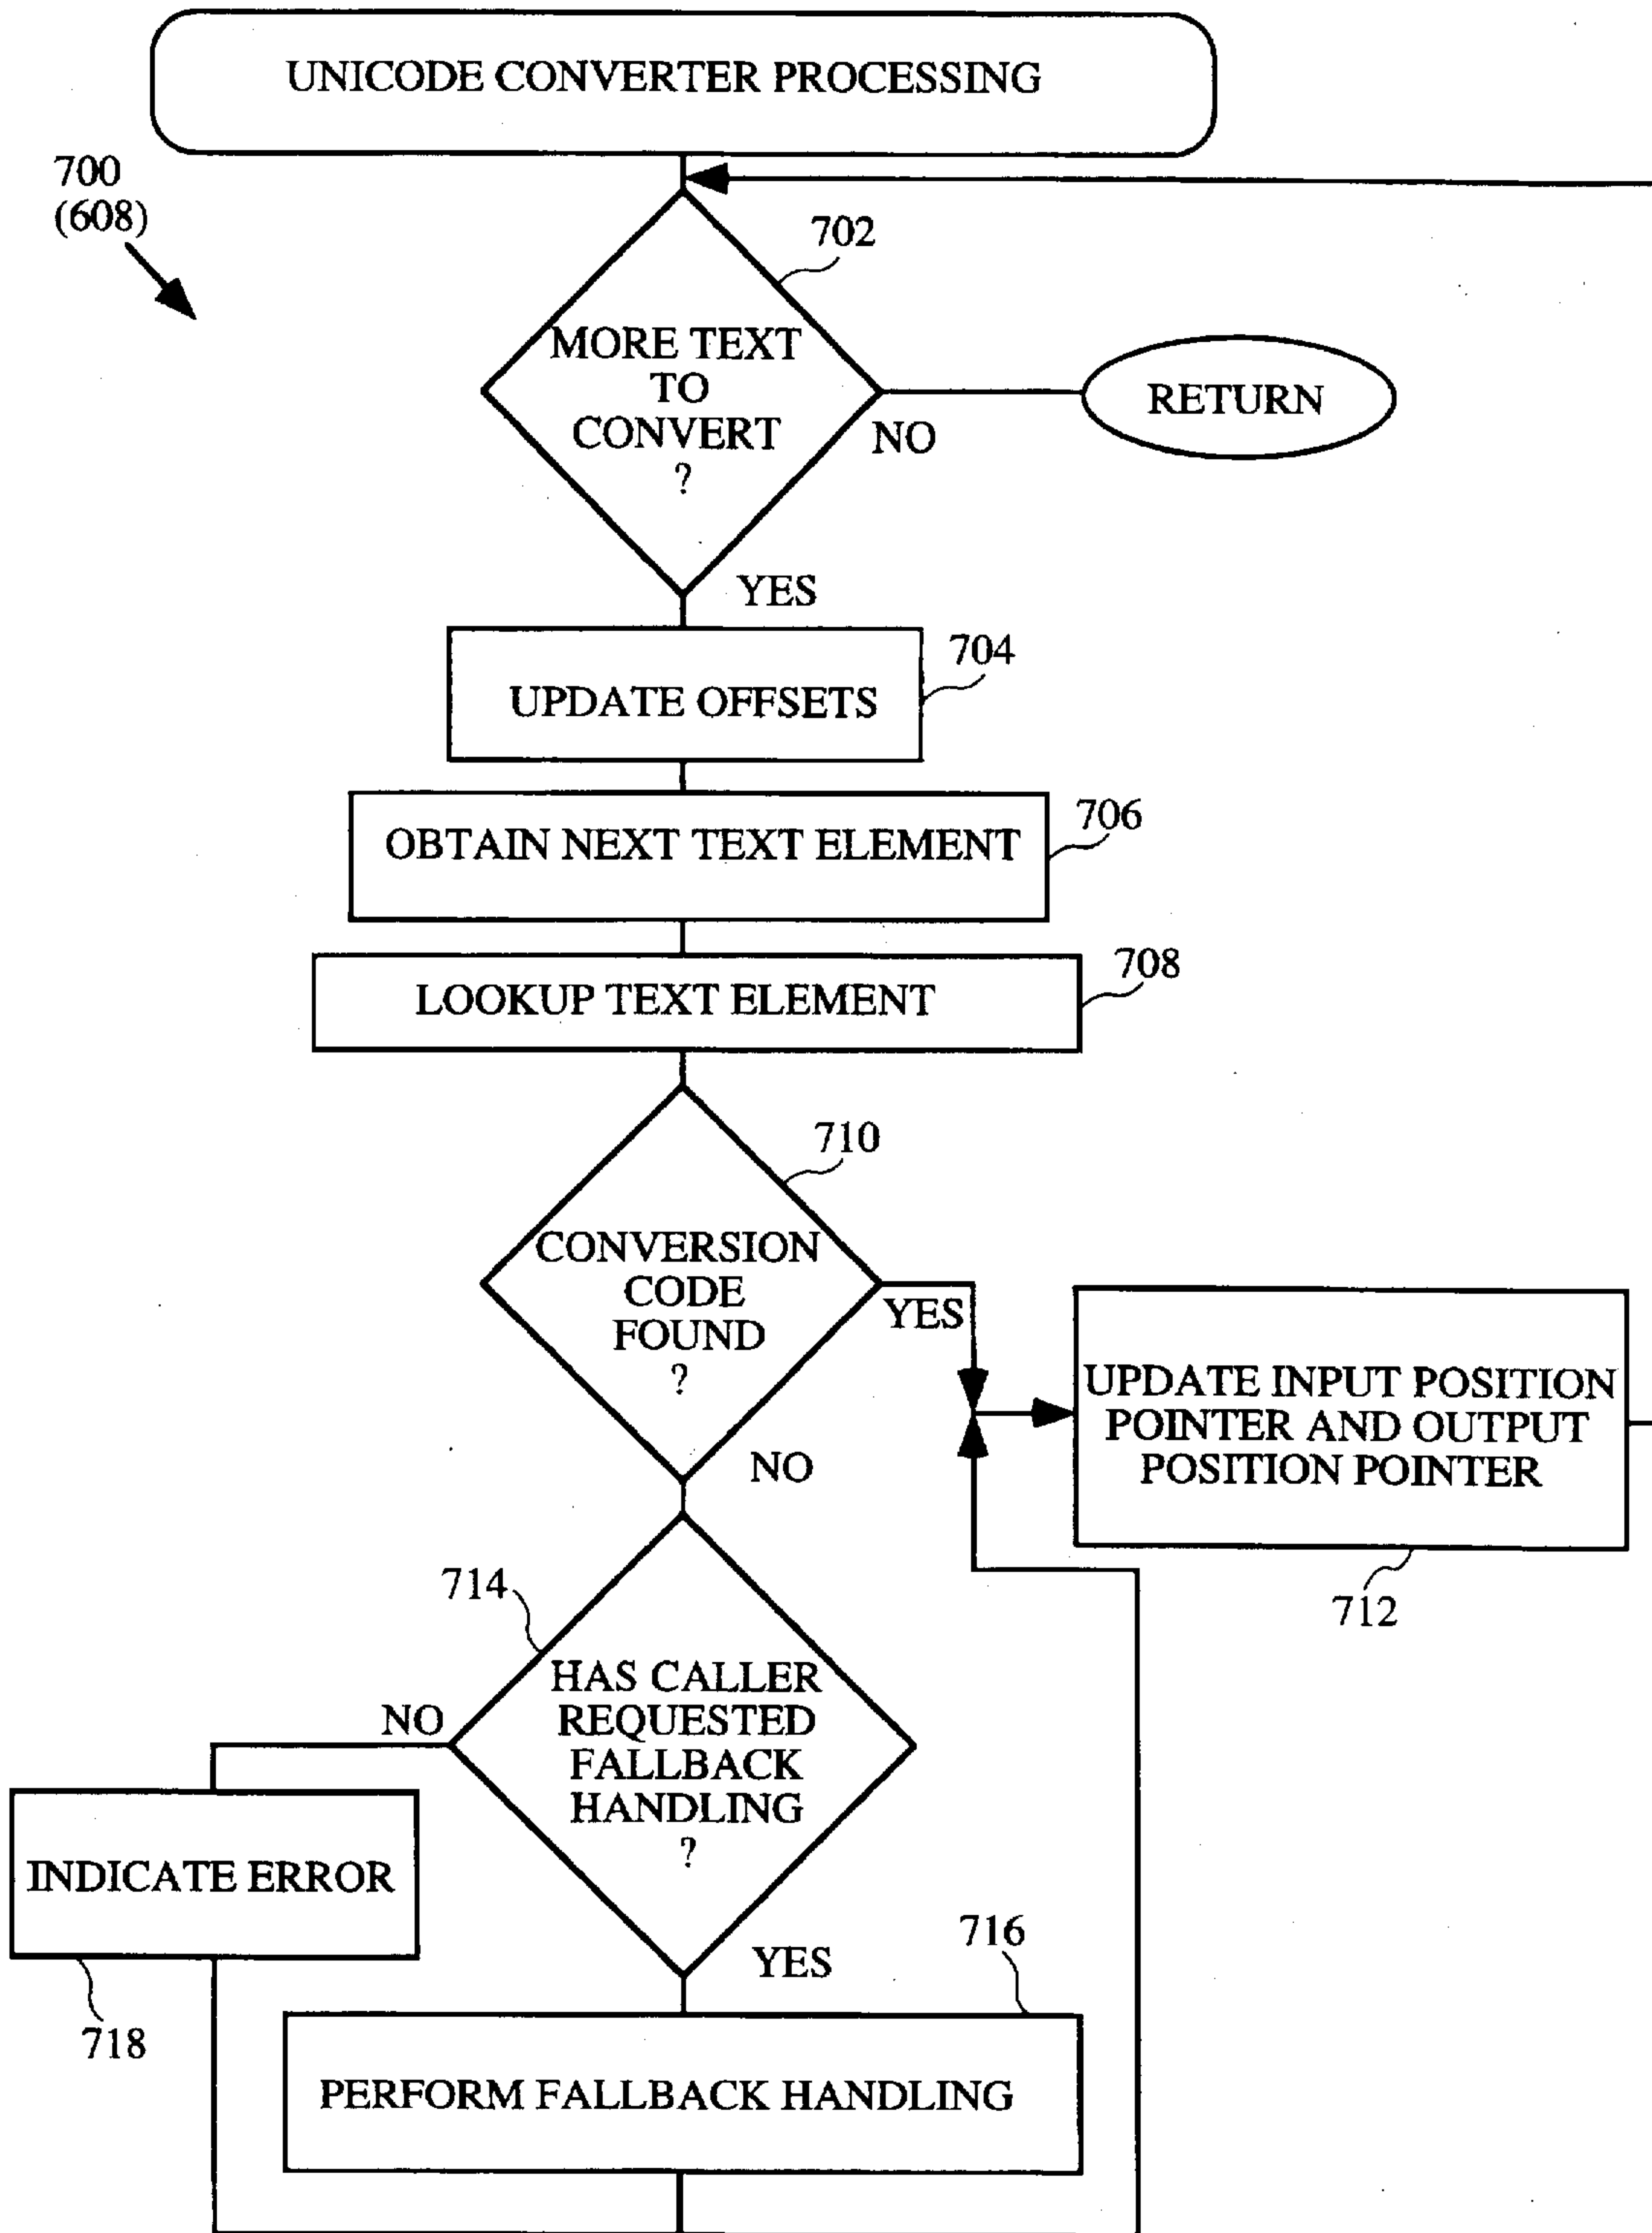 UNICODE CONVERTER PROCESSING
700
(608)
702
MORE TEXT
TO
CONVERT
?
NO
RETURN
YES
704
UPDATE OFFSETS
706
OBTAIN NEXT TEXT ELEMENT
708
LOOKUP TEXT ELEMENT
710
CONVERSION
CODE
FOUND
?
YES
NO
UPDATE INPUT POSITION
POINTER AND OUTPUT
POSITION POINTER
712
714
HAS CALLER
REQUESTED
FALLBACK
HANDLING
?
NO
INDICATE ERROR
718
YES
716
PERFORM FALLBACK HANDLING